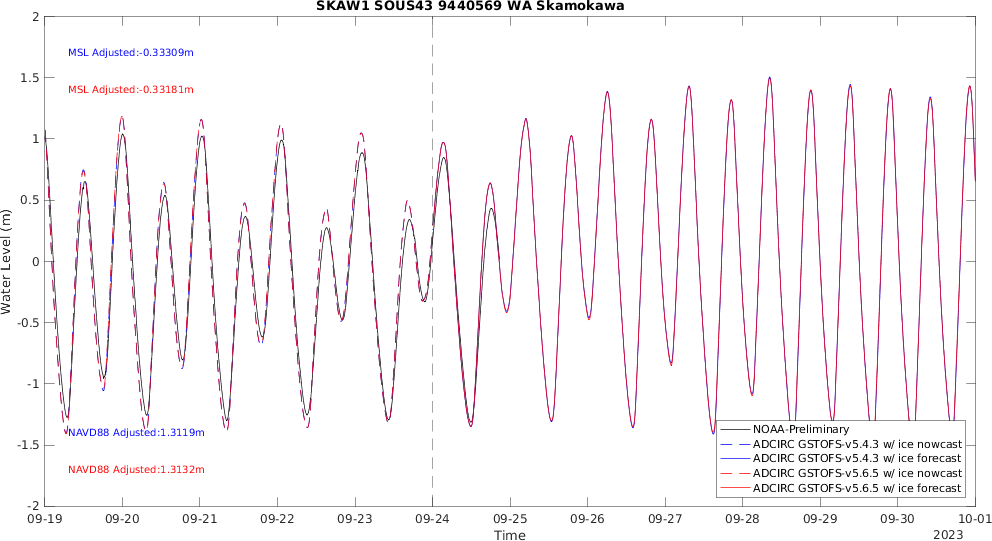 SKAW1 SOUS43 9440569 WA Skamokawa
2
MSL Adjusted:-0.33309m
1.5
MSL Adjusted:-0.33181m
1
0.5
0
Water Level (m)
-0.5
-1
NAVD88 Adjusted:1.3119m
-1.5
NAVD88 Adjusted:1.3132m
-2
NOAA-Preliminary
ADCIRC GSTOFS-v5.4.3 w/ ice nowcast
ADCIRC GSTOFS-v5.4.3 w/ ice forecast
ADCIRC GSTOFS-v5.6.5 w/ ice nowcast
ADCIRC GSTOFS-v5.6.5 w/ ice forecast
09-19 09-20 09-21 09-22 09-23 09-24 09-25 09-26 09-27 09-28 09-29 09-30 10-01
Time
2023